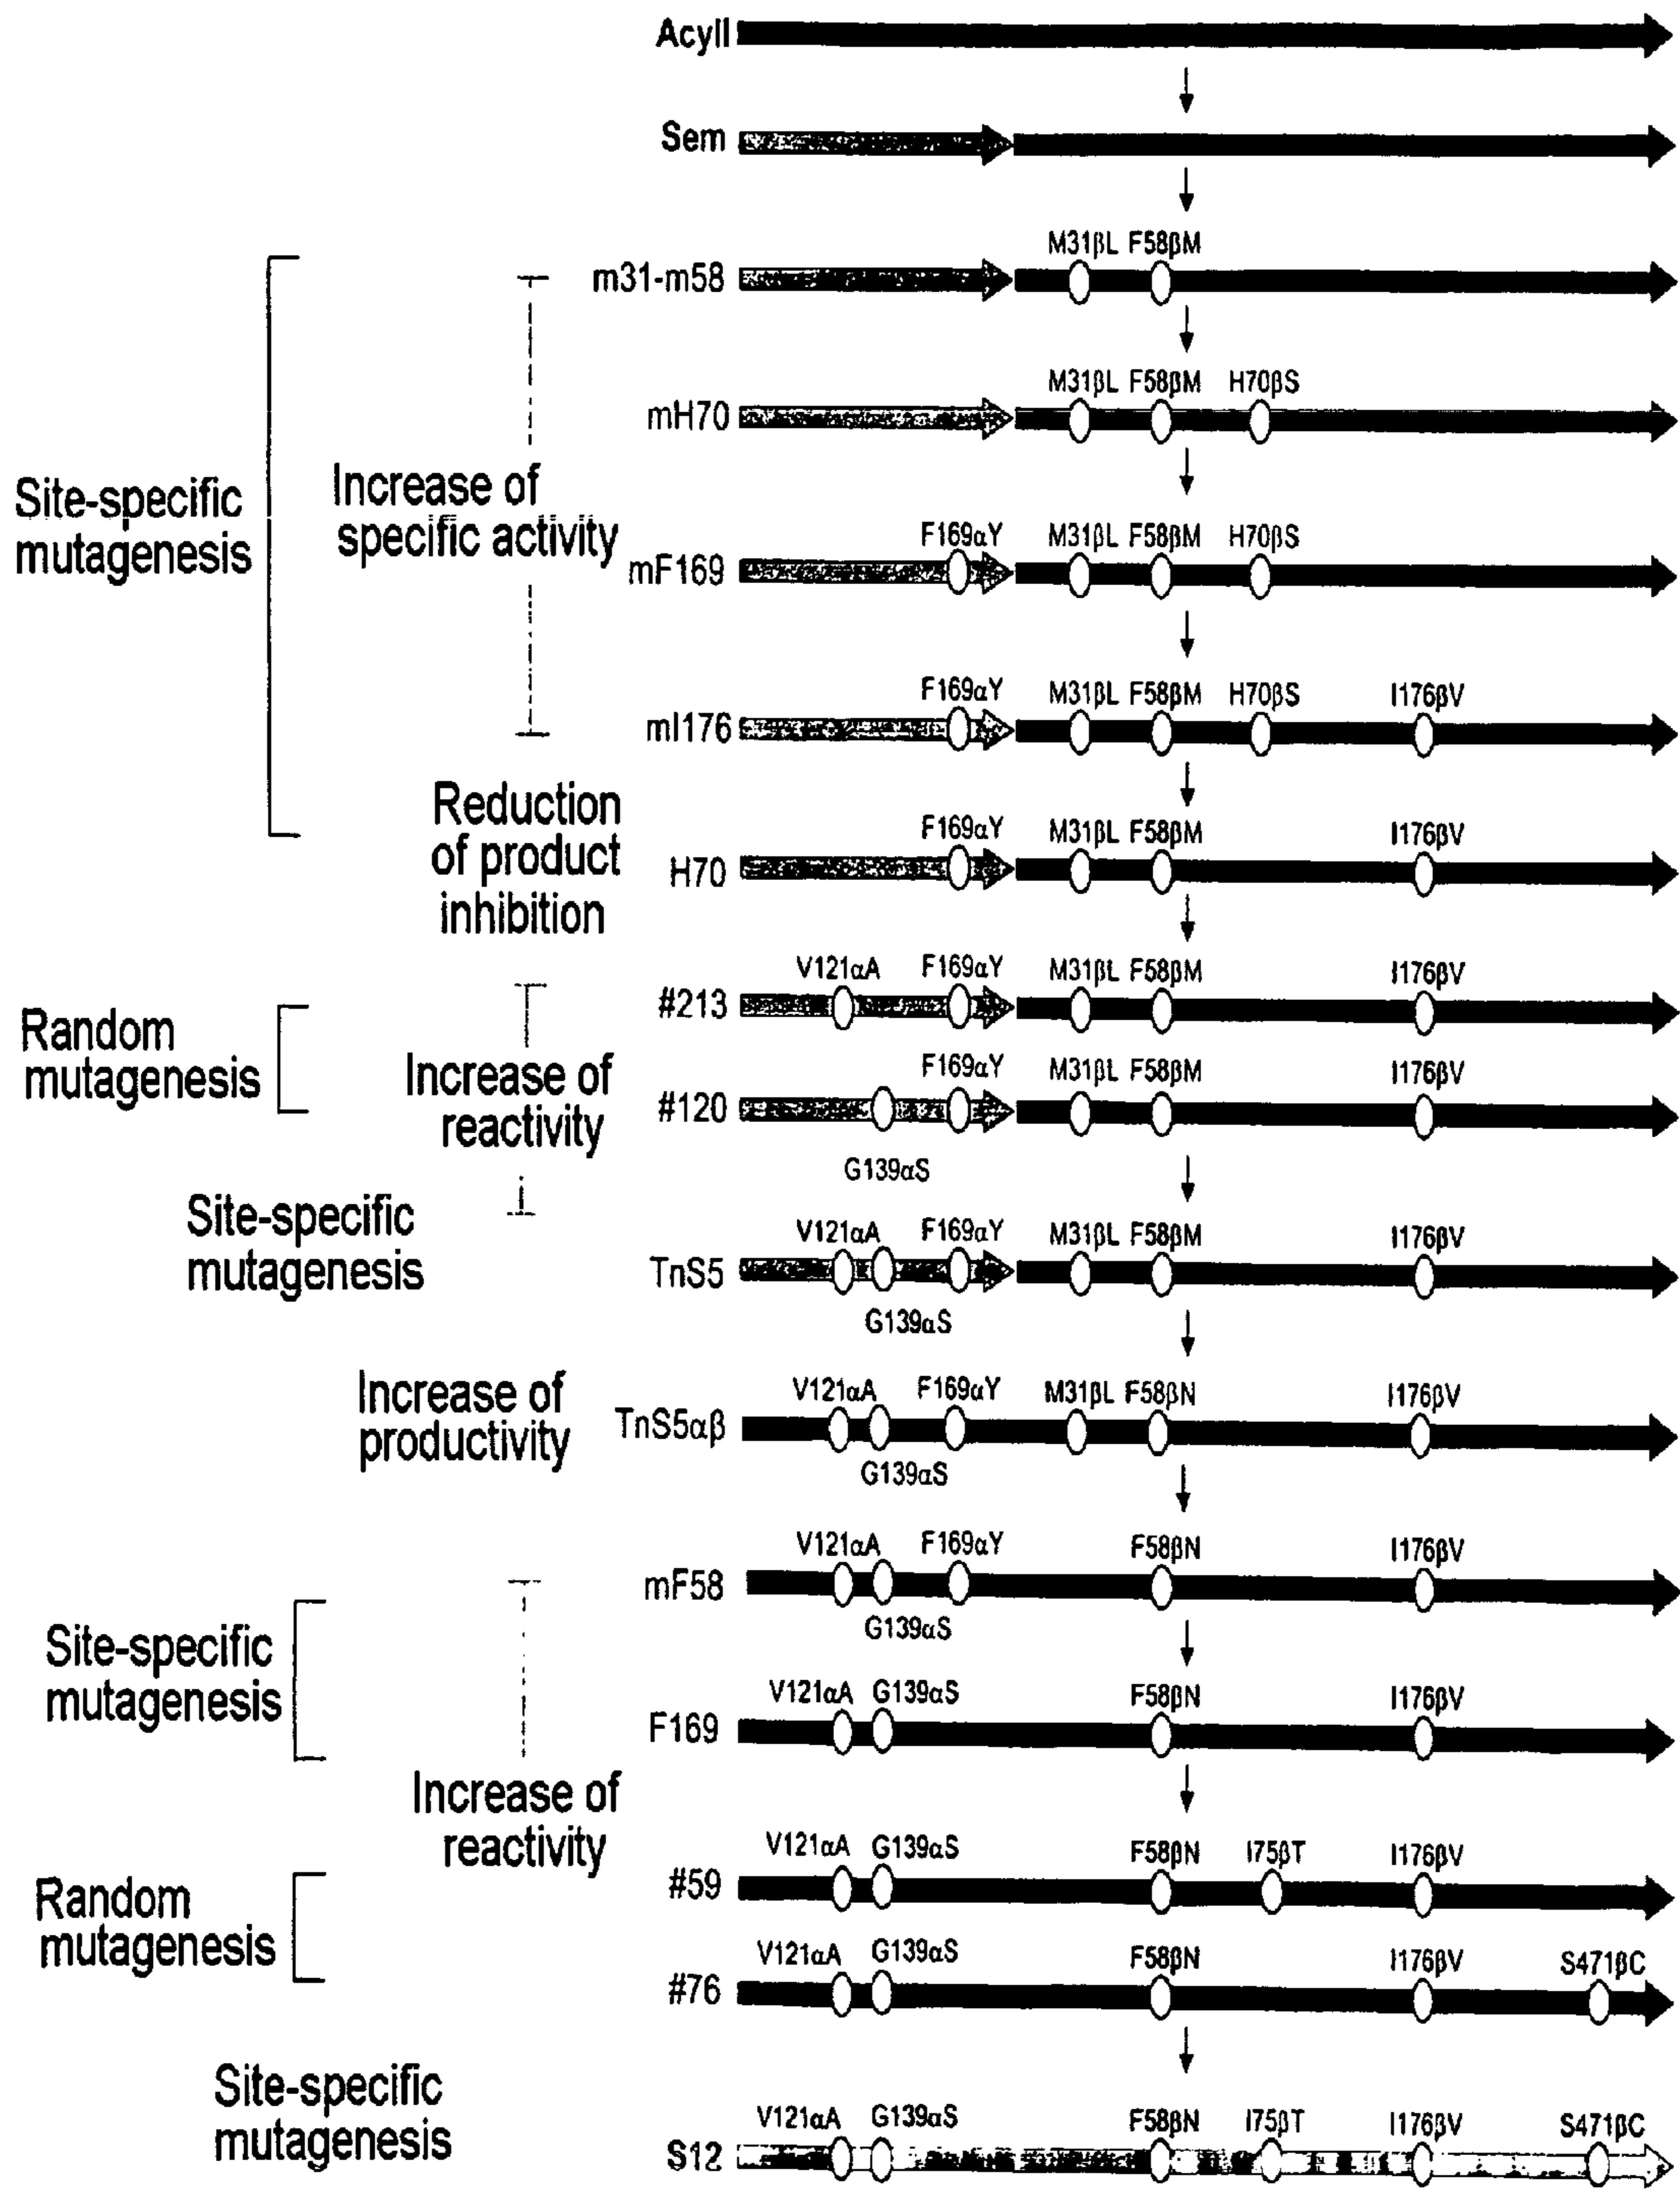 AcyII
Sem
M31βL F58βM
m31-m58
M31βL F58βM H70βS
mH70
Site-specific
mutagenesis
Increase of
specific activity
F169αY M31βL F58βM H70βS
mF169
F169αY M31βL F58βM H70βS I176βV
mI176
Reduction
of product
inhibition
F169αY M31βL F58βM I176βV
H70
V121αA F169αY M31βL F58βM I176βV
#213
Random
mutagenesis
Increase of
reactivity
F169αY M31βL F58βM I176βV
#120
G139αS
Site-specific
mutagenesis
V121αA F169αY M31βL F58βM I176βV
TnS5
G139αS
Increase of
productivity
V121αA F169αY M31βL F58βN I176βV
TnS5αβ
G139αS
V121αA F169αY F58βN I176βV
mF58
G139αS
Site-specific
mutagenesis
V121αA G139αS F58βN I176βV
F169
Increase of
reactivity
V121αA G139αS F58βN I75βT I176βV
#59
Random
mutagenesis
V121αA G139αS F58βN I176βV S471βC
#76
Site-specific
mutagenesis
V121αA G139αS F58βN I75βT I176βV S471βC
S12